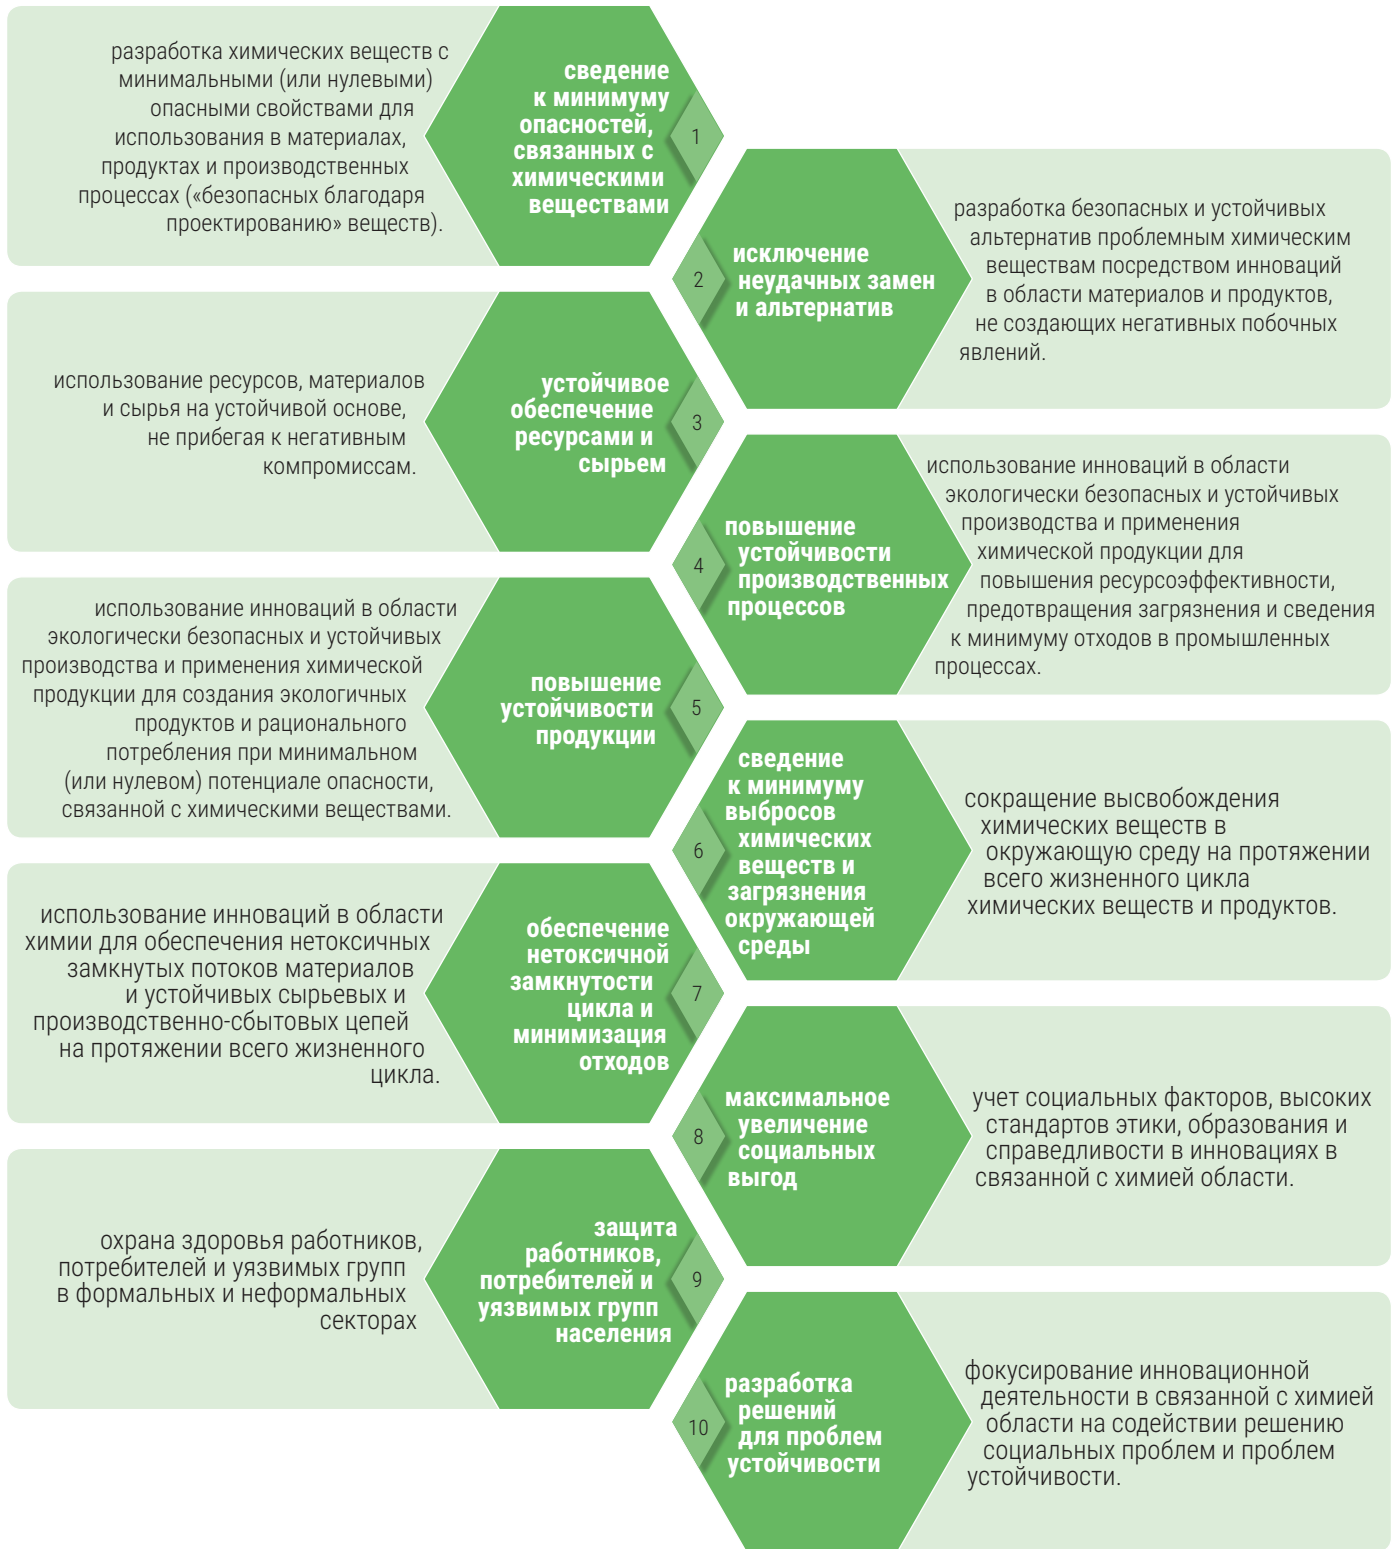 разработка химических веществ с
минимальными (или нулевыми)
опасными свойствами для
использования в материалах,
продуктах и производственных
процессах («безопасных благодаря
проектированию» веществ).
сведение
к минимуму
опасностей,
связанных с
химическими
веществами
1
2
исключение
неудачных замен
и альтернатив
разработка безопасных и устойчивых
альтернатив проблемным химическим
веществам посредством инноваций
в области материалов и продуктов,
не создающих негативных побочных
явлений.
использование ресурсов, материалов
и сырья на устойчивой основе,
не прибегая к негативным
компромиссам.
устойчивое
обеспечение
ресурсами и
сырьем
3
4
повышение
устойчивости
производственных
процессов
использование инноваций в области
экологически безопасных и устойчивых
производства и применения
химической продукции для
повышения ресурсоэффективности,
предотвращения загрязнения и сведения
к минимуму отходов в промышленных
процессах.
использование инноваций в области
экологически безопасных и устойчивых
производства и применения химической
продукции для создания экологичных
продуктов и рационального
потребления при минимальном
(или нулевом) потенциале опасности,
связанной с химическими веществами.
повышение
устойчивости
продукции
5
6
сведение
к минимуму
выбросов
химических
веществ и
загрязнения
окружающей
среды
сокращение высвобождения
химических веществ в
окружающую среду на протяжении
всего жизненного цикла
химических веществ и продуктов.
использование инноваций в области
химии для обеспечения нетоксичных
замкнутых потоков материалов
и устойчивых сырьевых и
производственно-сбытовых цепей
на протяжении всего жизненного
цикла.
обеспечение
нетоксичной
замкнутости
цикла и
минимизация
отходов
7
8
максимальное
увеличение
социальных
выгод
учет социальных факторов, высоких
стандартов этики, образования и
справедливости в инновациях в
связанной с химией области.
охрана здоровья работников,
потребителей и уязвимых групп
в формальных и неформальных
секторах
защита
работников,
потребителей и
уязвимых групп
населения
9
10
разработка
решений
для проблем
устойчивости
фокусирование инновационной
деятельности в связанной с химией
области на содействии решению
социальных проблем и проблем
устойчивости.